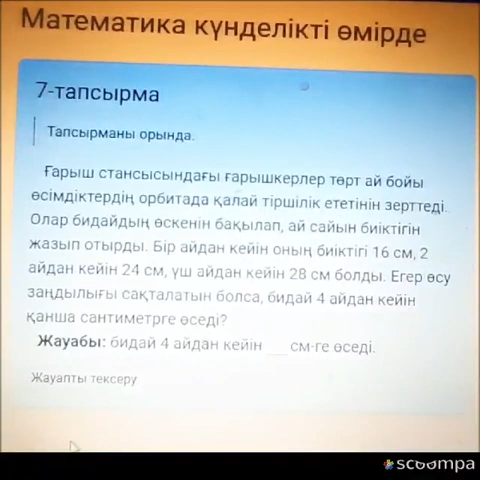 Математика күнделікті өмірде
7-тапсырма
Тапсырманы орында.
Ғарыш стансысындағы ғарышкерлер төрт ай бойы
өсімдіктердің орбитада қалай тіршілік ететінін зерттеді.
Олар бидайдың өскенін бақылап, ай сайын биіктігін
жазып отырды. Бір айдан кейін оның биіктігі 16 см, 2
айдан кейін 24 см, үш айдан кейін 28 см болды. Егер өсу
заңдылығы сақталатын болса, бидай 4 айдан кейін
қанша сантиметрге өседі?
Жауабы: бидай 4 айдан кейін ___ см-ге өседі.
Жауапты тексеру
scoompa